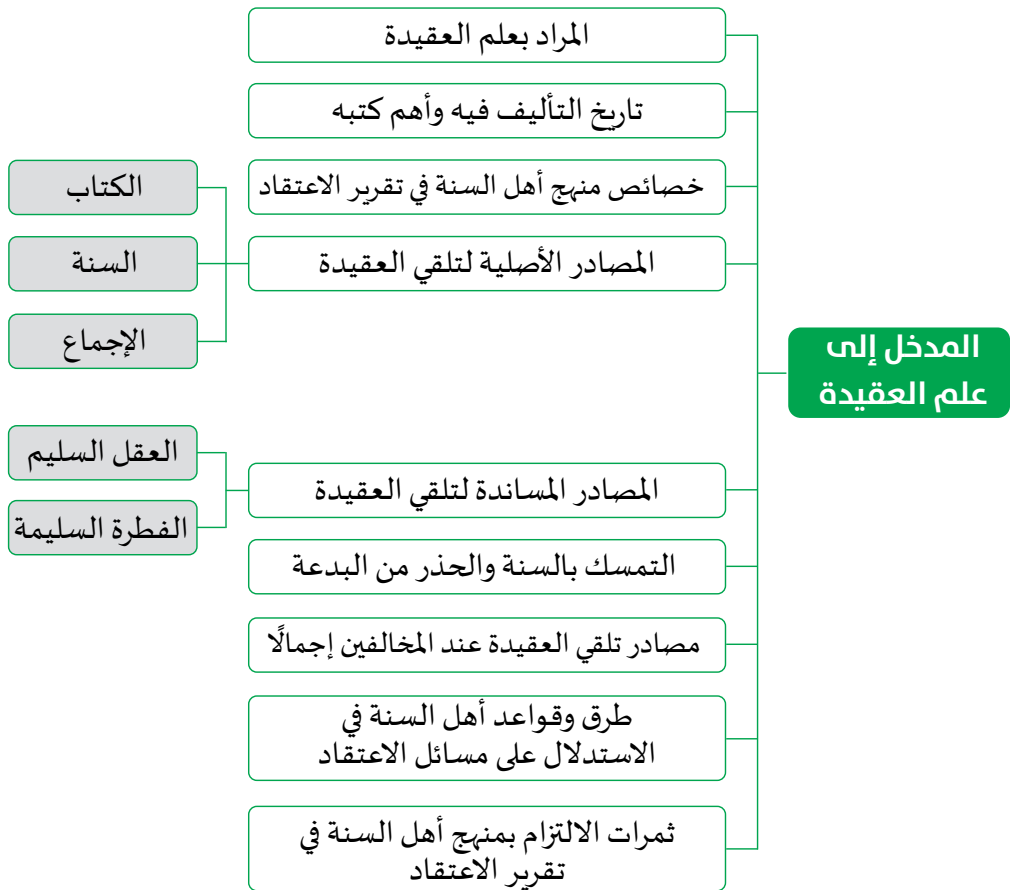 المدخل إلى
علم العقيدة
المراد بعلم العقيدة
تاريخ التأليف فيه وأهم كتبه
خصائص منهج أهل السنة في تقرير الاعتقاد
المصادر الأصلية لتلقي العقيدة
الكتاب
السنة
الإجماع
المصادر المساندة لتلقي العقيدة
العقل السليم
الفطرة السليمة
التمسك بالسنة والحذر من البدعة
مصادر تلقي العقيدة عند المخالفين إجمالًا
طرق وقواعد أهل السنة في
الاستدلال على مسائل الاعتقاد
ثمرات الالتزام بمنهج أهل السنة في
تقرير الاعتقاد